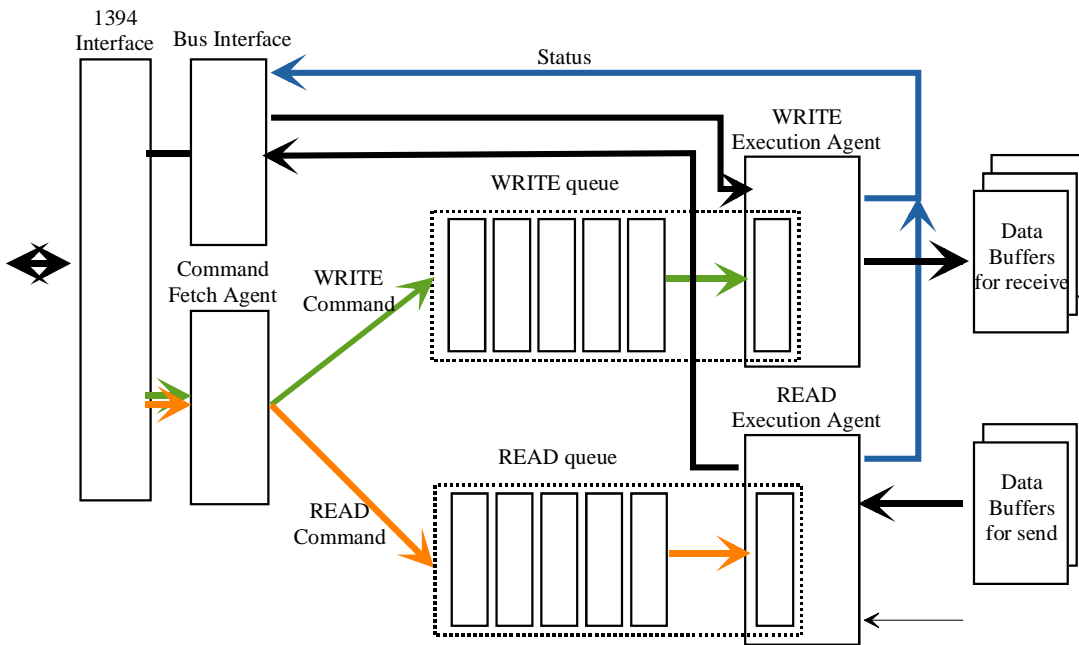 1394
Interface
Bus Interface
Status
WRITE
Execution Agent
WRITE queue
Command
Fetch Agent
WRITE
Command
Data
Buffers
for receive
READ
Execution Agent
READ queue
READ
Command
Data
Buffers
for send